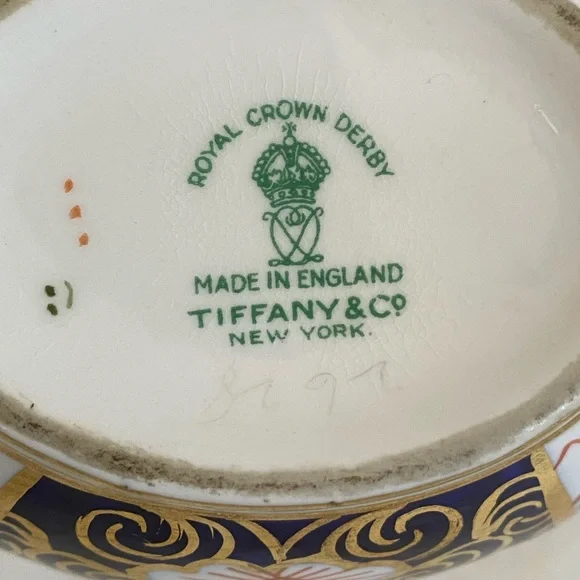 ROYAL CROWN DERBY
MADE IN ENGLAND
TIFFANY & Cº
NEW YORK.